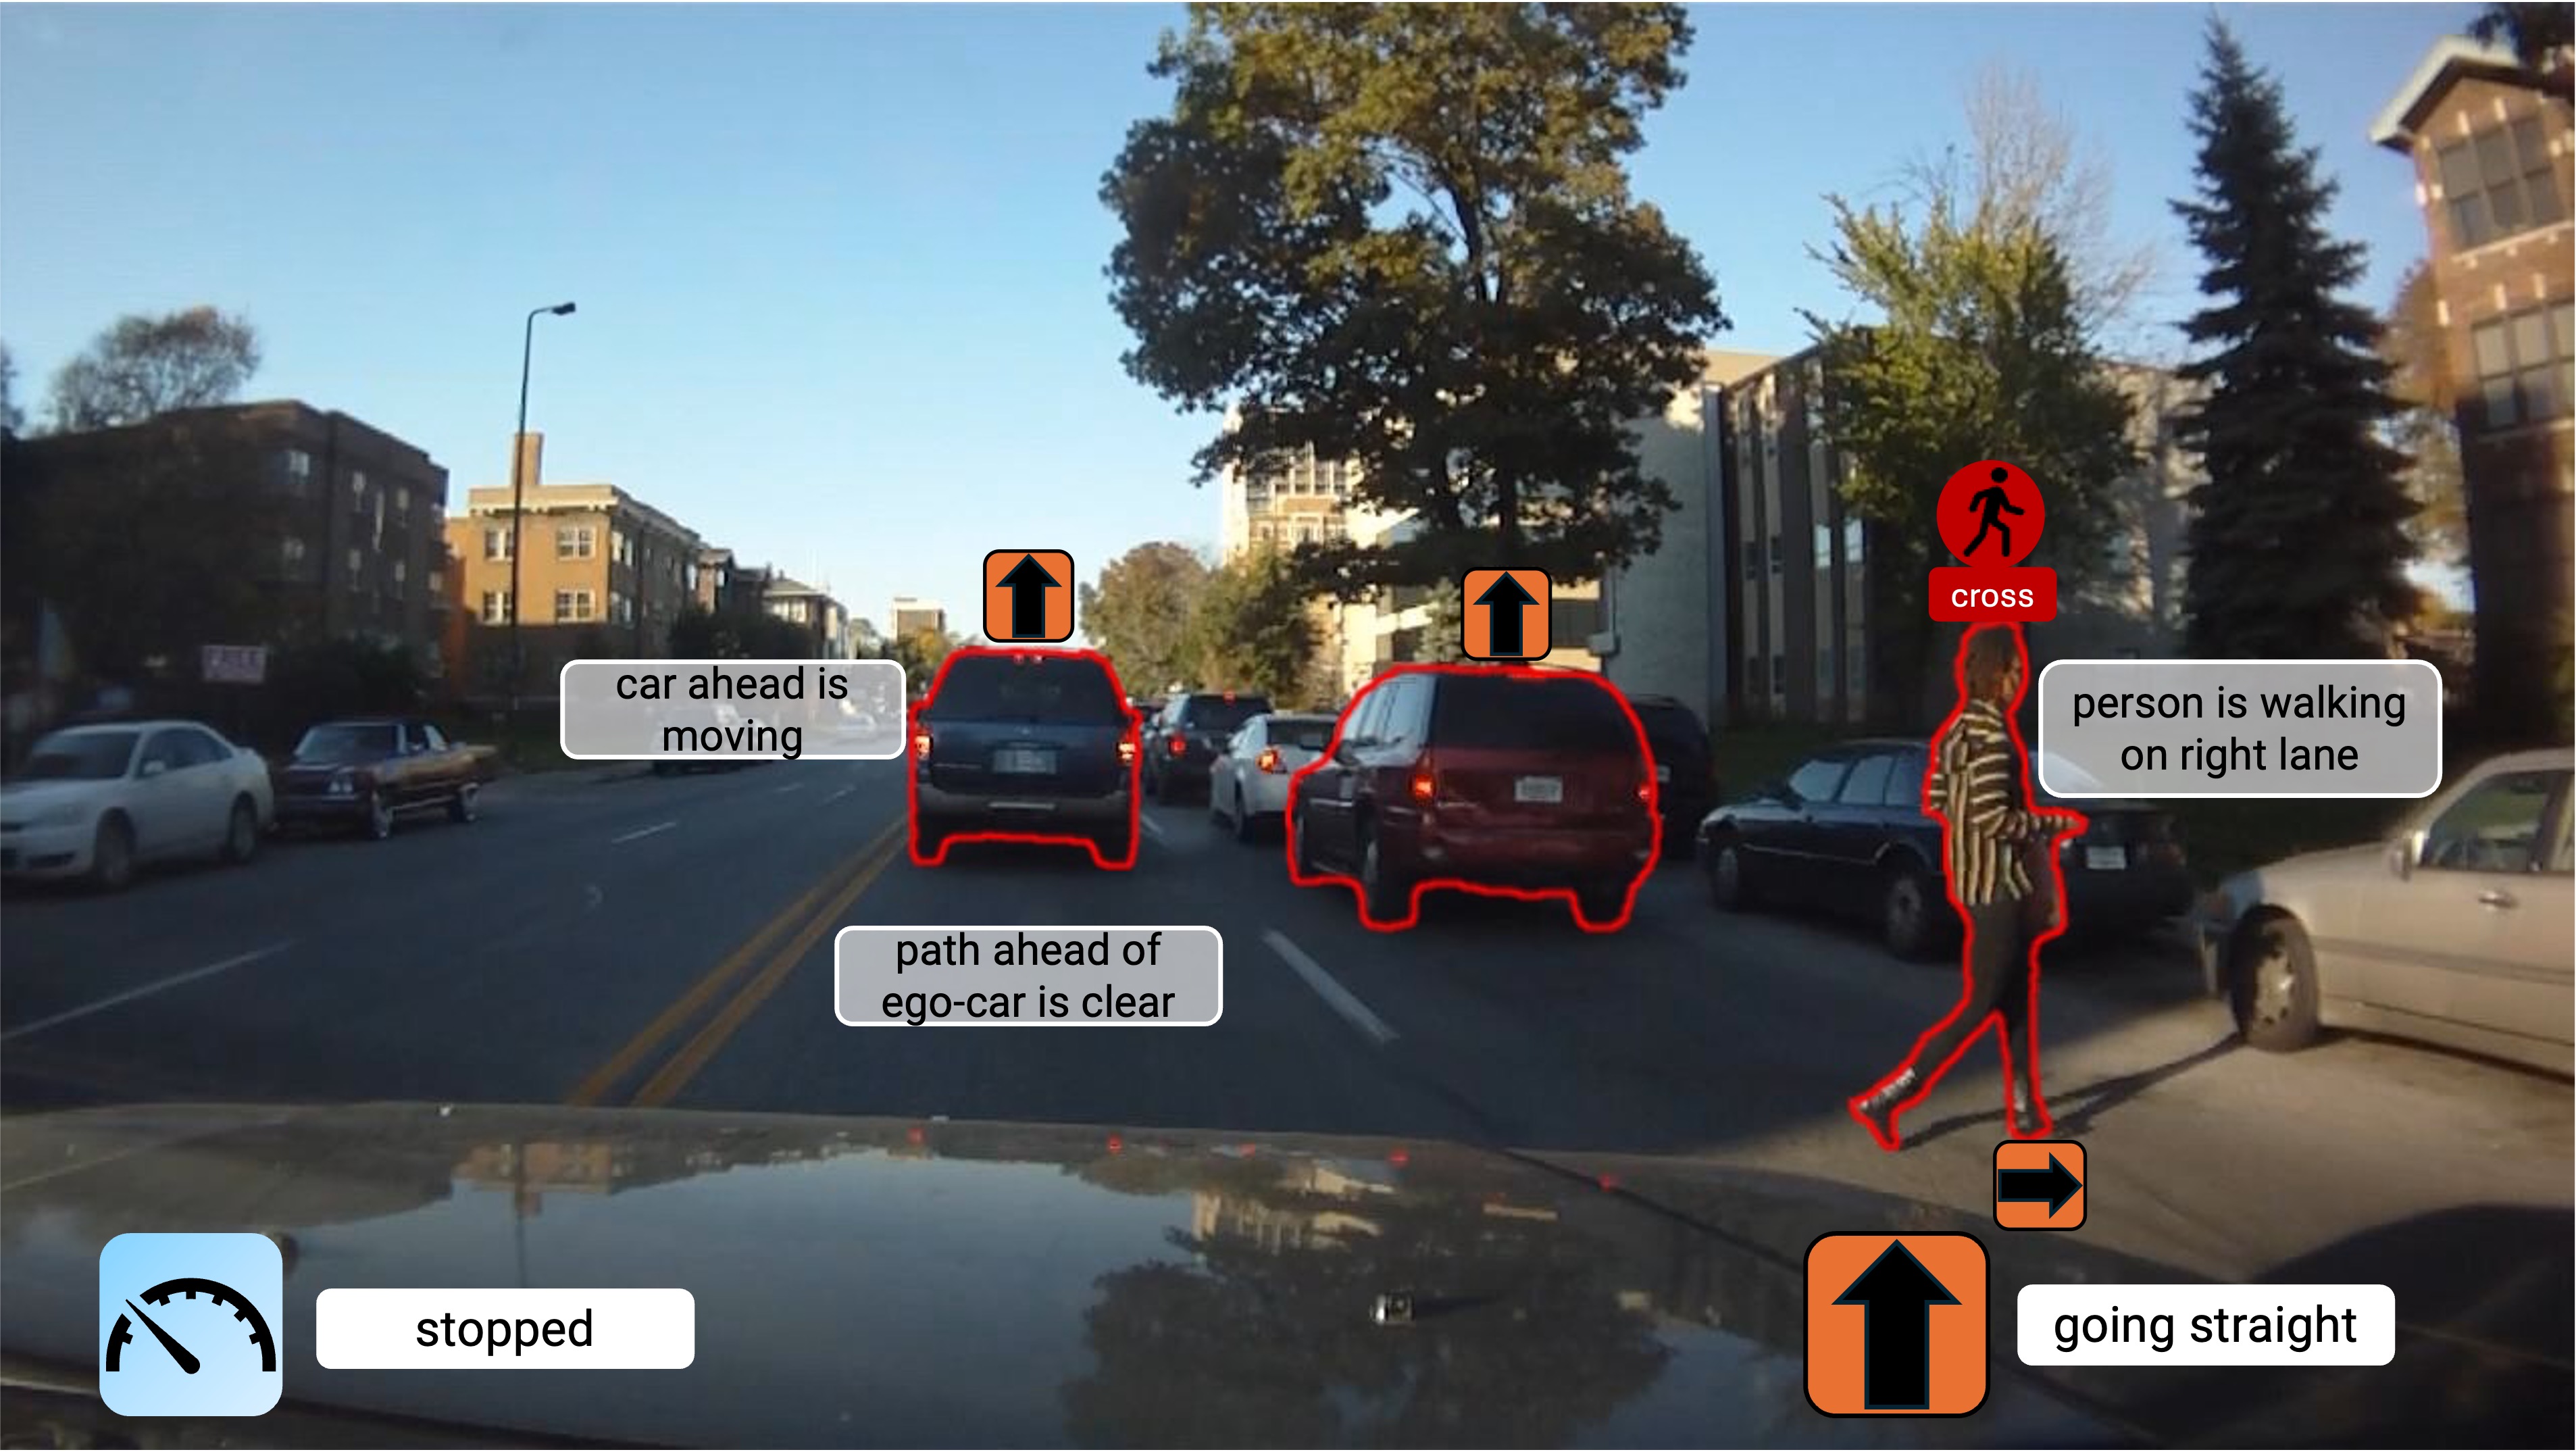 cross
car ahead is
moving
person is walking
on right lane
path ahead of
ego-car is clear
stopped
going straight